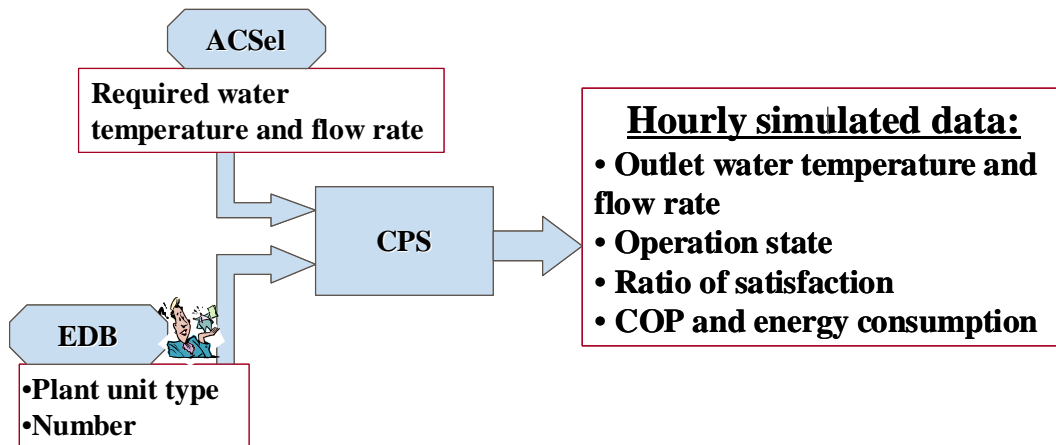 ACSel
Required water
temperature and flow rate
CPS
EDB
•Plant unit type
•Number
Hourly simulated data:
• Outlet water temperature and
flow rate
• Operation state
• Ratio of satisfaction
• COP and energy consumption